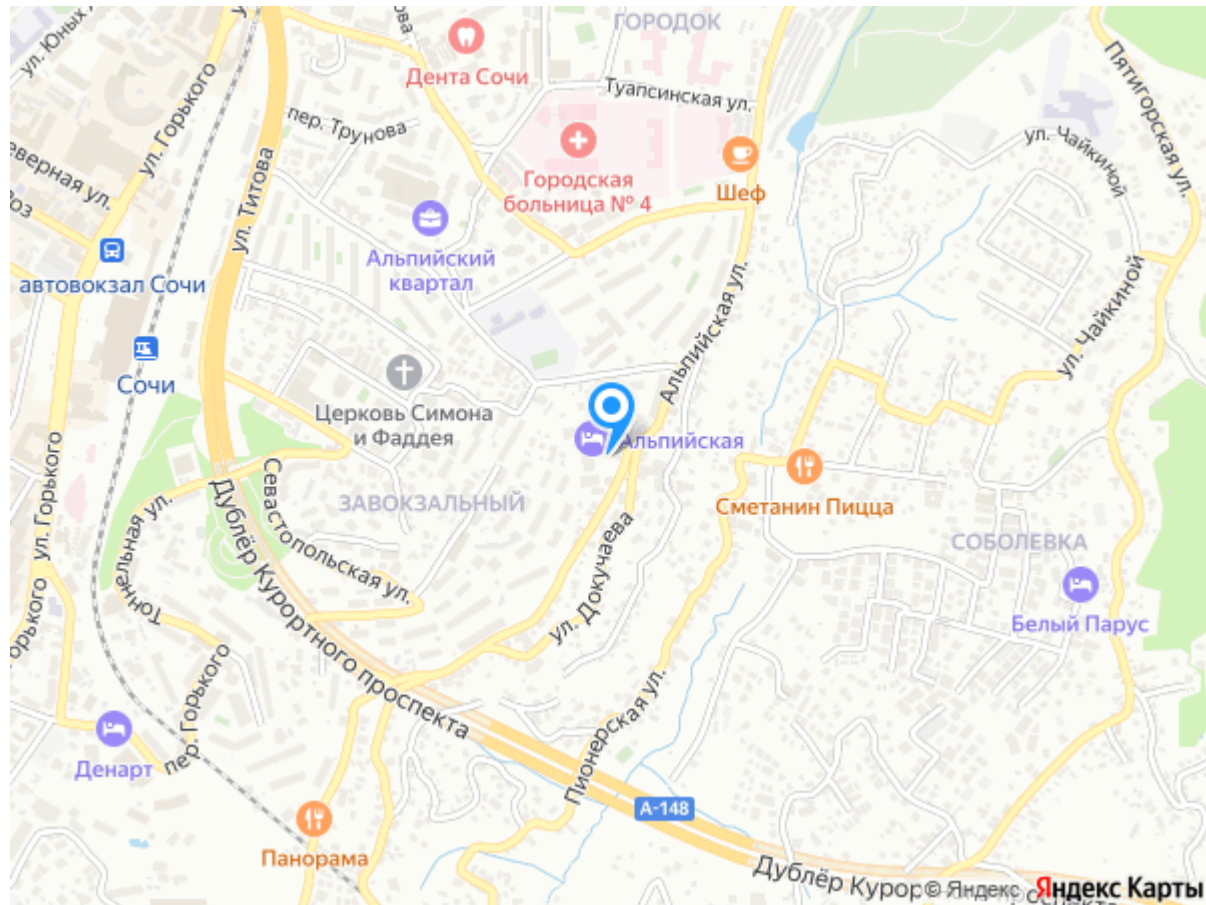 ГОРОДОК
ул. Юных
ул. Горького
Дента Сочи
Туапсинская ул.
Пятигорская ул.
пер. Трунова
ул. Чайкиной
Городская
больница № 4
Шеф
ул. Титова
Альпийский
квартал
автовокзал Сочи
Альпийская ул.
ул. Чайкиной
Сочи
Церковь Симона
и Фаддея
Альпийская
ул. Горького
Севастопольская ул.
ЗАВОКЗАЛЬНЫЙ
Сметанин Пицца
СОБОЛЕВКА
Тоннельная ул.
ул. Докучаева
Белый Парус
Дублёр Курортного проспекта
пер. Горького
Пионерская ул.
Денарт
А-148
Панорама
Дублёр Курор
© Яндекс Яндекс Карты